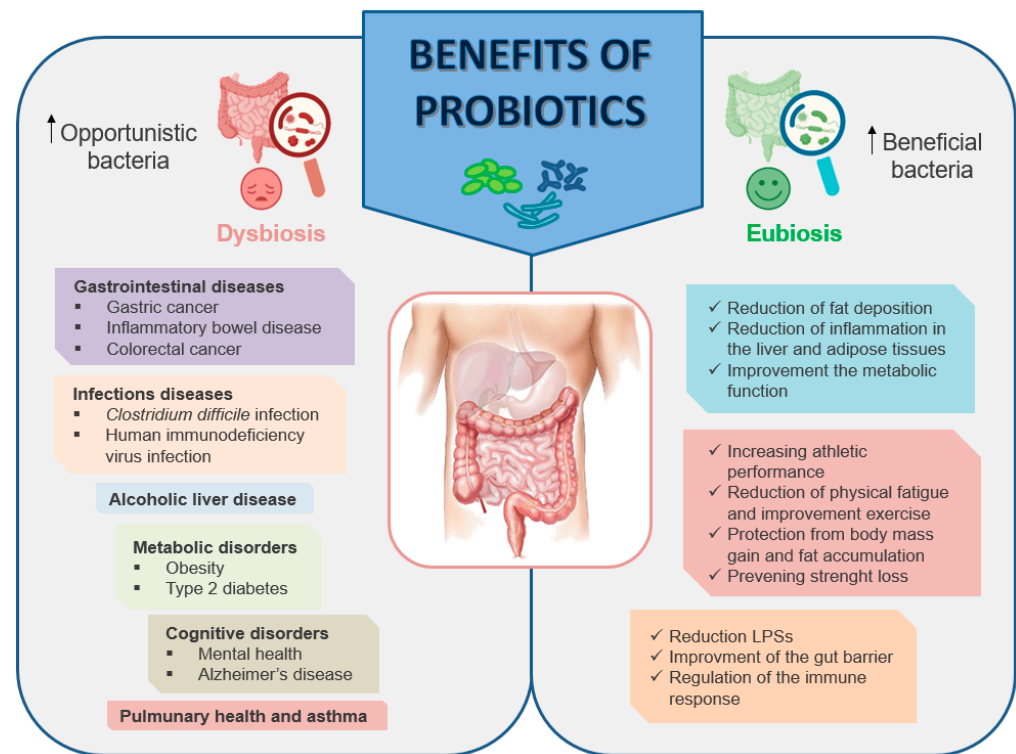 BENEFITS OF
PROBIOTICS
↑ Opportunistic
bacteria
Dysbiosis
Gastrointestinal diseases
▪ Gastric cancer
▪ Inflammatory bowel disease
▪ Colorectal cancer
Infections diseases
▪ Clostridium difficile infection
▪ Human immunodeficiency
virus infection
Alcoholic liver disease
Metabolic disorders
▪ Obesity
▪ Type 2 diabetes
Cognitive disorders
▪ Mental health
▪ Alzheimer's disease
Pulmunary health and asthma
↑ Beneficial
bacteria
Eubiosis
✓ Reduction of fat deposition
✓ Reduction of inflammation in
the liver and adipose tissues
✓ Improvement the metabolic
function
✓ Increasing athletic
performance
✓ Reduction of physical fatigue
and improvement exercise
✓ Protection from body mass
gain and fat accumulation
✓ Prevening strenght loss
✓ Reduction LPSs
✓ Improvment of the gut barrier
✓ Regulation of the immune
response